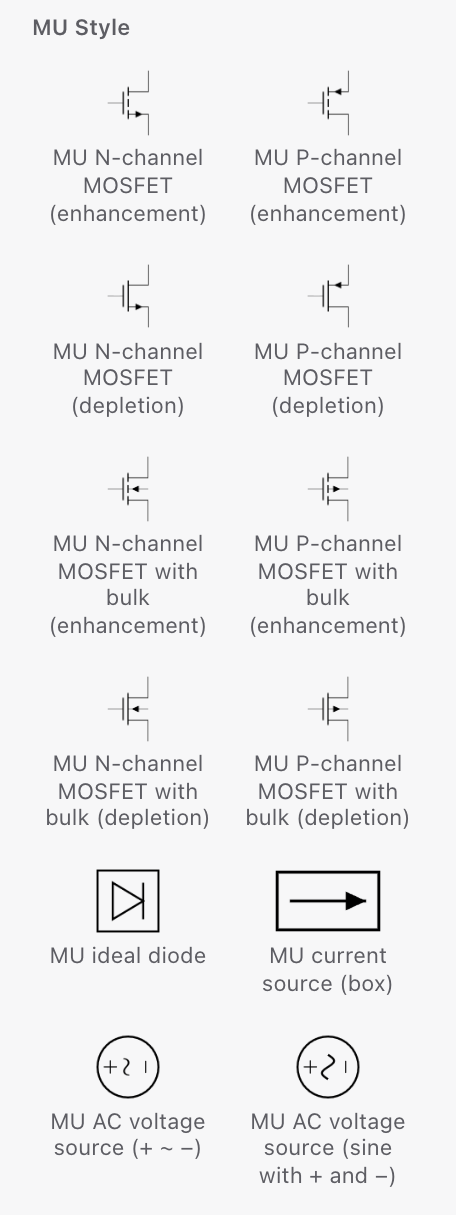 MU Style
MU N-channel
MOSFET
(enhancement)
MU P-channel
MOSFET
(enhancement)
MU N-channel
MOSFET
(depletion)
MU P-channel
MOSFET
(depletion)
MU N-channel
MOSFET with
bulk
(enhancement)
MU P-channel
MOSFET with
bulk
(enhancement)
MU N-channel
MOSFET with
bulk (depletion)
MU P-channel
MOSFET with
bulk (depletion)
MU ideal diode
MU current
source (box)
MU AC voltage
source (+ ~ −)
MU AC voltage
source (sine
with + and −)